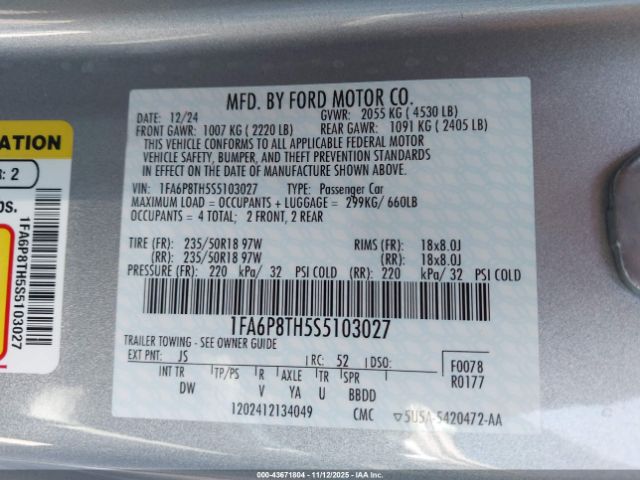 MFD. BY FORD MOTOR CO.
DATE: 12/24 GVWR: 2055 KG ( 4530 LB)
FRONT GAWR: 1007 KG ( 2220 LB) REAR GAWR: 1091 KG ( 2405 LB)
THIS VEHICLE CONFORMS TO ALL APPLICABLE FEDERAL MOTOR
VEHICLE SAFETY, BUMPER, AND THEFT PREVENTION STANDARDS
IN EFFECT ON THE DATE OF MANUFACTURE SHOWN ABOVE.
VIN: 1FA6P8TH5S5103027 TYPE: Passenger Car
MAXIMUM LOAD = OCCUPANTS + LUGGAGE = 299KG/ 660LB
OCCUPANTS = 4 TOTAL; 2 FRONT, 2 REAR
TIRE (FR): 235/50R18 97W RIMS (FR): 18x8.0J
(RR): 235/50R18 97W (RR): 18x8.0J
PRESSURE (FR): 220 kPa/ 32 PSI COLD (RR): 220 kPa/ 32 PSI COLD
1FA6P8TH5S5103027
TRAILER TOWING - SEE OWNER GUIDE
EXT PNT: JS RC: 52 DSO: F0078
INT TR TP/PS R AXLE TR SPR R0177
DW V YA U BBDD
1202412134049 CMC 5U5A-5420472-AA
ATION
: 2
bs.
1FA6P8TH5S5103027
000-43671804 - 11/12/2025 - IAAI.COM